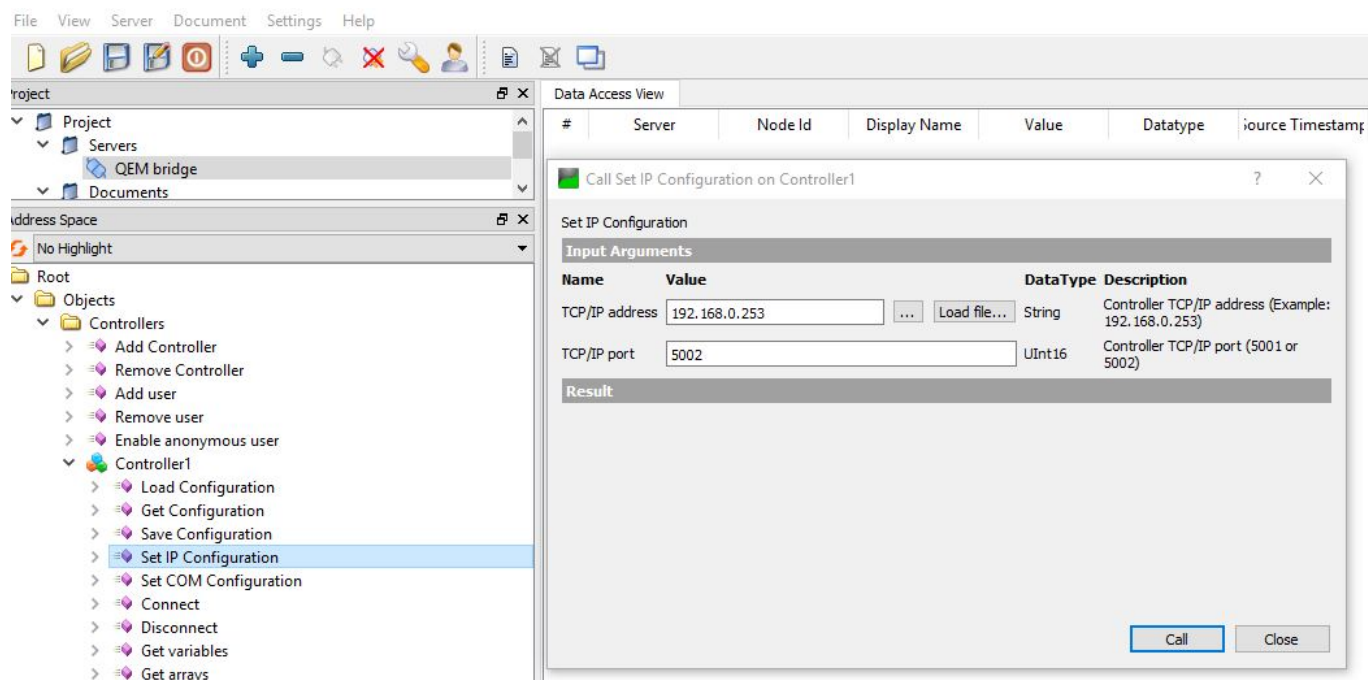 File View Server Document Settings Help
Project
Project
Servers
QEM bridge
Documents
Address Space
No Highlight
Root
Objects
Controllers
Add Controller
Remove Controller
Add user
Remove user
Enable anonymous user
Controller1
Load Configuration
Get Configuration
Save Configuration
Set IP Configuration
Set COM Configuration
Connect
Disconnect
Get variables
Get arrays
Data Access View
# Server Node Id Display Name Value Datatype Source Timestamp
Call Set IP Configuration on Controller1 ?
Set IP Configuration
Input Arguments
Name Value DataType Description
TCP/IP address 192.168.0.253 ... Load file... String Controller TCP/IP address (Example:
192.168.0.253)
TCP/IP port 5002 UInt16 Controller TCP/IP port (5001 or
5002)
Result
Call Close